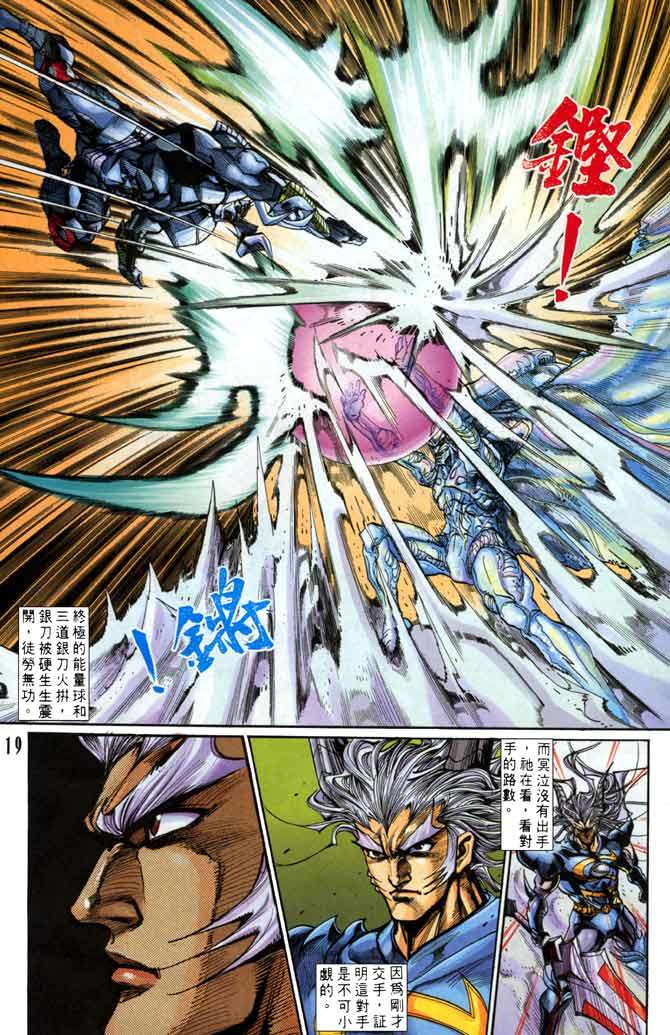 鏗！
鏘！
終極的能量球和
三道銀刀火拚，
銀刀被硬生生震
開，徒勞無功。
19
而冥泣沒有出手
，祂在看，看對
手的路數。
因為剛才
交手，証
明這對手
是不可小
覷的。